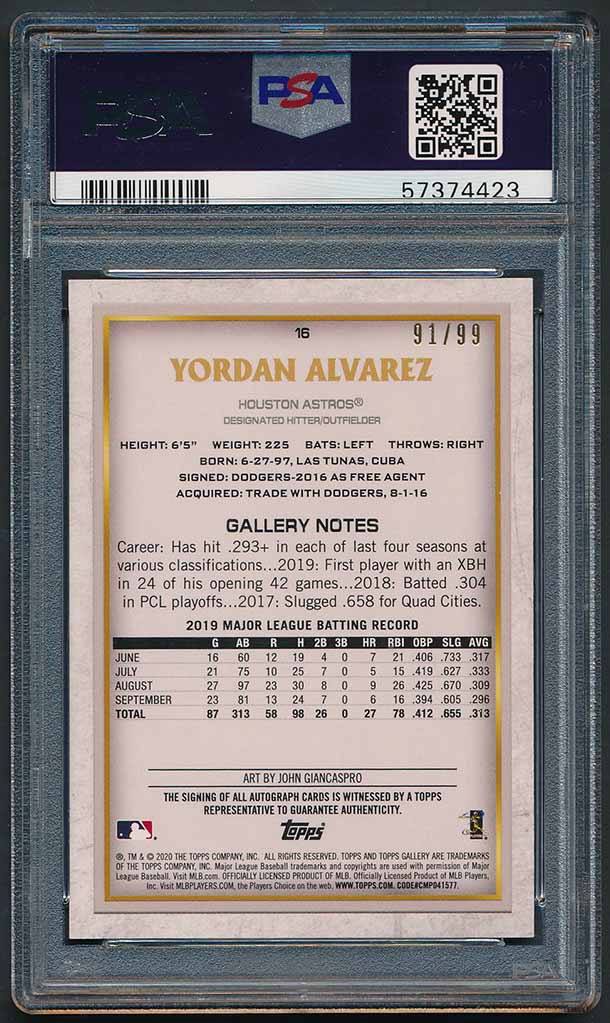 PSA
PSA
57374423
16
91/99
YORDAN ALVAREZ
HOUSTON ASTROS®
DESIGNATED HITTER/OUTFIELDER
HEIGHT: 6'5" WEIGHT: 225 BATS: LEFT THROWS: RIGHT
BORN: 6-27-97, LAS TUNAS, CUBA
SIGNED: DODGERS-2016 AS FREE AGENT
ACQUIRED: TRADE WITH DODGERS, 8-1-16
GALLERY NOTES
Career: Has hit .293+ in each of last four seasons at
various classifications...2019: First player with an XBH
in 24 of his opening 42 games...2018: Batted .304
in PCL playoffs...2017: Slugged .658 for Quad Cities.
2019 MAJOR LEAGUE BATTING RECORD
G AB R H 2B 3B HR RBI OBP SLG AVG
JUNE 16 60 12 19 4 0 7 21 .406 .733 .317
JULY 21 75 10 25 7 0 5 15 .419 .627 .333
AUGUST 27 97 23 30 8 0 9 26 .425 .670 .309
SEPTEMBER 23 81 13 24 7 0 6 16 .394 .605 .296
TOTAL 87 313 58 98 26 0 27 78 .412 .655 .313
ART BY JOHN GIANCASPRO
THE SIGNING OF ALL AUTOGRAPH CARDS IS WITNESSED BY A TOPPS
REPRESENTATIVE TO GUARANTEE AUTHENTICITY.
topps
®, TM & © 2020 THE TOPPS COMPANY, INC. ALL RIGHTS RESERVED. TOPPS AND TOPPS GALLERY ARE TRADEMARKS
OF THE TOPPS COMPANY, INC. Major League Baseball trademarks and copyrights are used with permission of Major
League Baseball. Visit MLB.com. OFFICIALLY LICENSED PRODUCT OF MLB. Officially Licensed Product of MLB Players,
Inc. Visit MLBPLAYERS.COM, the Players Choice on the web. WWW.TOPPS.COM. CODE#CMP041577.
PSA